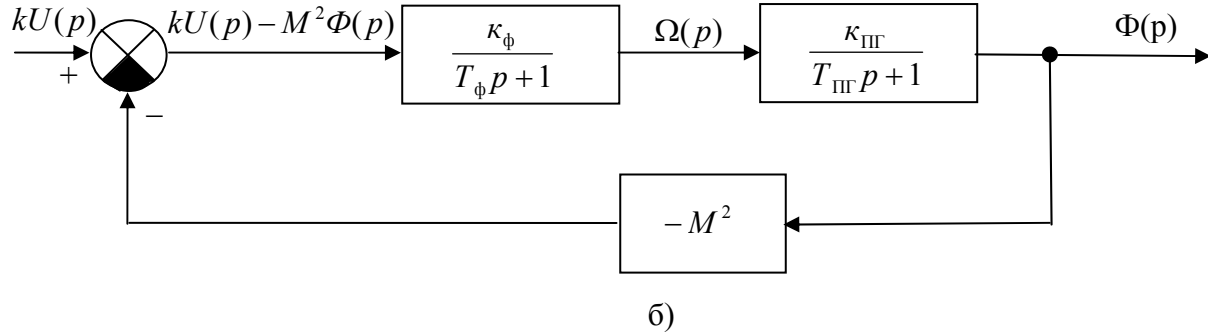 kU(p)
kU(p) − M²Φ(p)
κ_ф / (T_ф p + 1)
Ω(p)
κ_ПГ / (T_ПГ p + 1)
Φ(p)
+
−
− M²
б)